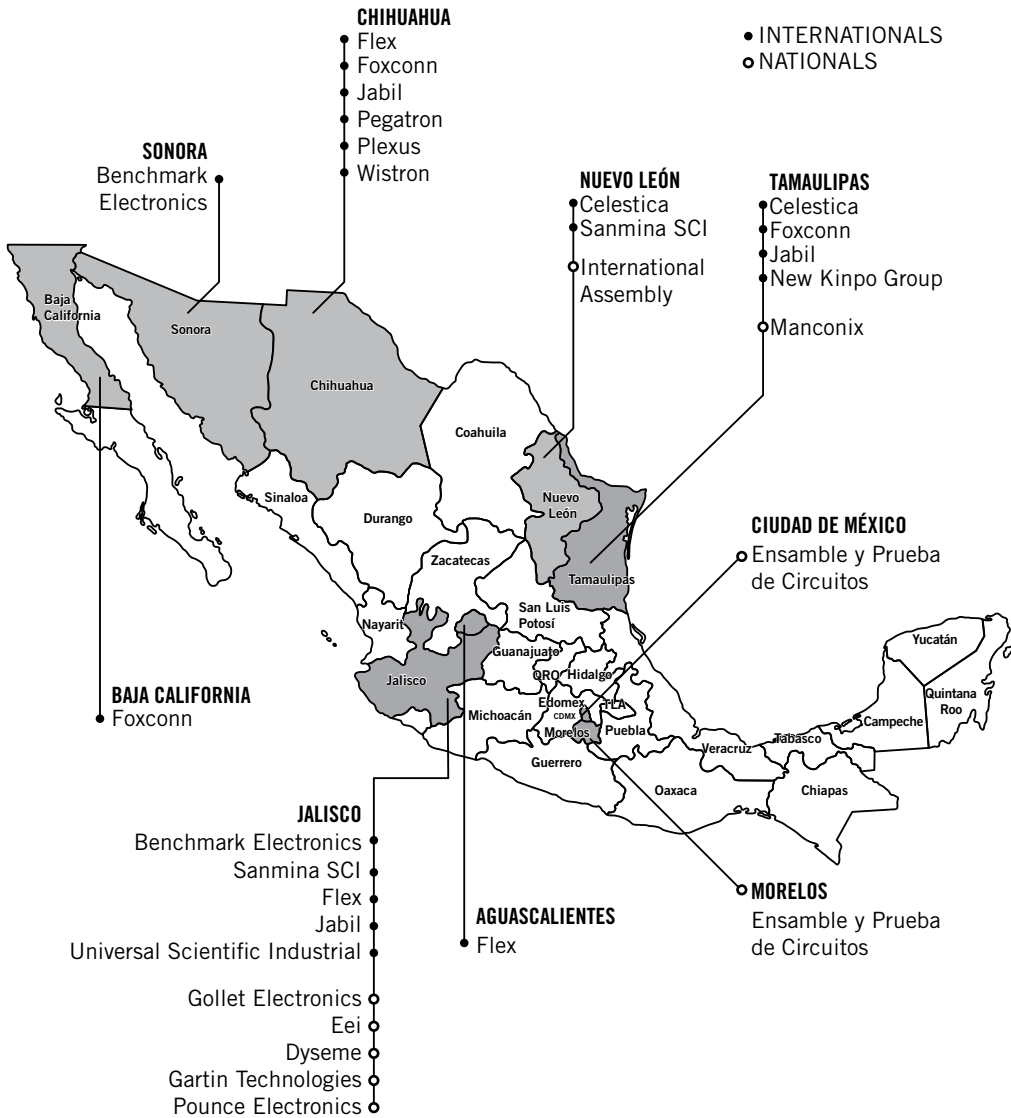 CHIHUAHUA
Flex
Foxconn
Jabil
Pegatron
Plexus
Wistron
INTERNATIONALS
NATIONALS
SONORA
Benchmark
Electronics
NUEVO LEÓN
Celestica
Sanmina SCI
International
Assembly
TAMAULIPAS
Celestica
Foxconn
Jabil
New Kinpo Group
Manconix
Baja
California
Sonora
Chihuahua
Coahuila
Sinaloa
Durango
Nuevo
León
Zacatecas
Tamaulipas
CIUDAD DE MÉXICO
Ensamble y Prueba
de Circuitos
San Luis
Potosí
Nayarit
Guanajuato
QRO
Hidalgo
Yucatán
Jalisco
Quintana
Roo
BAJA CALIFORNIA
Foxconn
Michoacán
Edomex
CDMX
TLA
Morelos
Puebla
Campeche
Veracruz
Tabasco
Guerrero
Oaxaca
Chiapas
JALISCO
Benchmark Electronics
Sanmina SCI
Flex
Jabil
Universal Scientific Industrial
Gollet Electronics
Eei
Dyseme
Gartin Technologies
Pounce Electronics
AGUASCALIENTES
Flex
MORELOS
Ensamble y Prueba
de Circuitos